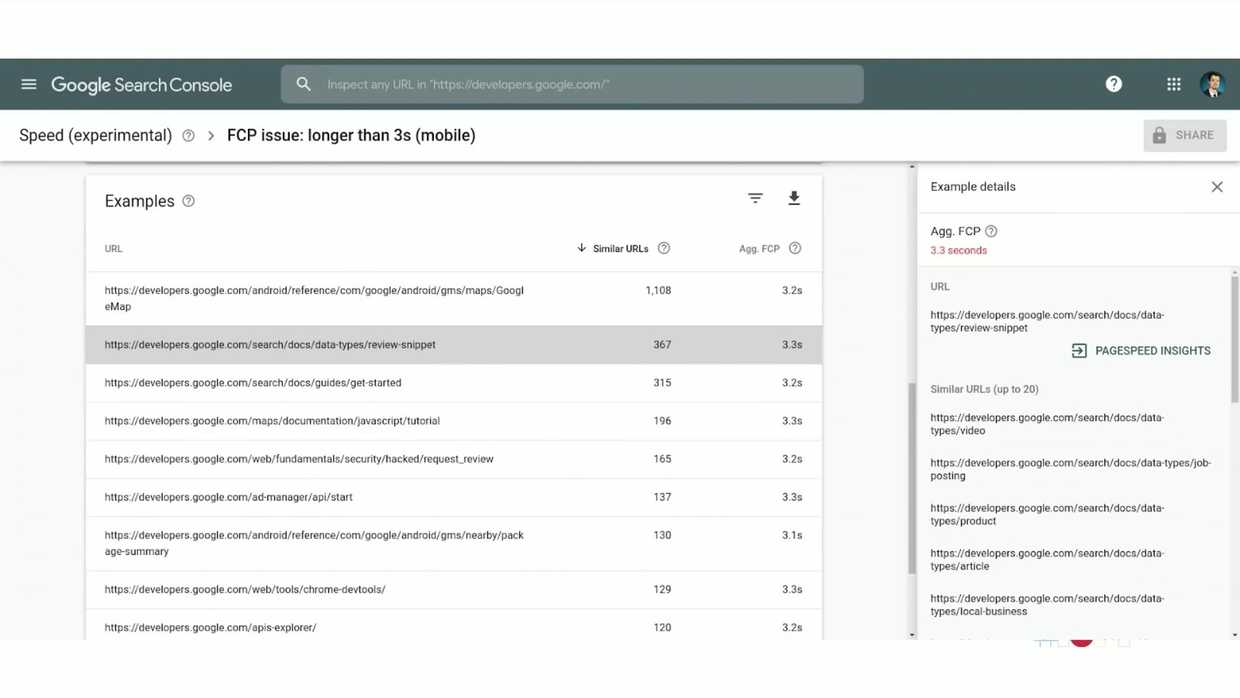 Google Search Console
Inspect any URL in "https://developers.google.com/"
Speed (experimental) > FCP issue: longer than 3s (mobile)
SHARE
Examples
URL
Similar URLs
Agg. FCP
https://developers.google.com/android/reference/com/google/android/gms/maps/Googl
eMap
1,108
3.2s
https://developers.google.com/search/docs/data-types/review-snippet
367
3.3s
https://developers.google.com/search/docs/guides/get-started
315
3.2s
https://developers.google.com/maps/documentation/javascript/tutorial
196
3.3s
https://developers.google.com/web/fundamentals/security/hacked/request_review
165
3.2s
https://developers.google.com/ad-manager/api/start
137
3.3s
https://developers.google.com/android/reference/com/google/android/gms/nearby/pack
age-summary
130
3.1s
https://developers.google.com/web/tools/chrome-devtools/
129
3.3s
https://developers.google.com/apis-explorer/
120
3.2s
Example details
Agg. FCP
3.3 seconds
URL
https://developers.google.com/search/docs/data-
types/review-snippet
PAGESPEED INSIGHTS
Similar URLs (up to 20)
https://developers.google.com/search/docs/data-
types/video
https://developers.google.com/search/docs/data-types/job-
posting
https://developers.google.com/search/docs/data-
types/product
https://developers.google.com/search/docs/data-
types/article
https://developers.google.com/search/docs/data-
types/local-business